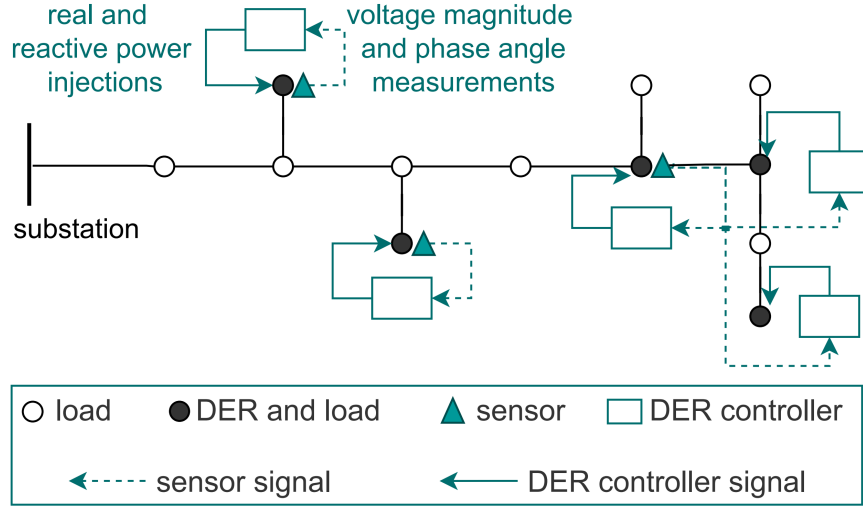 real and
reactive power
injections
voltage magnitude
and phase angle
measurements
substation
load
DER and load
sensor
DER controller
sensor signal
DER controller signal